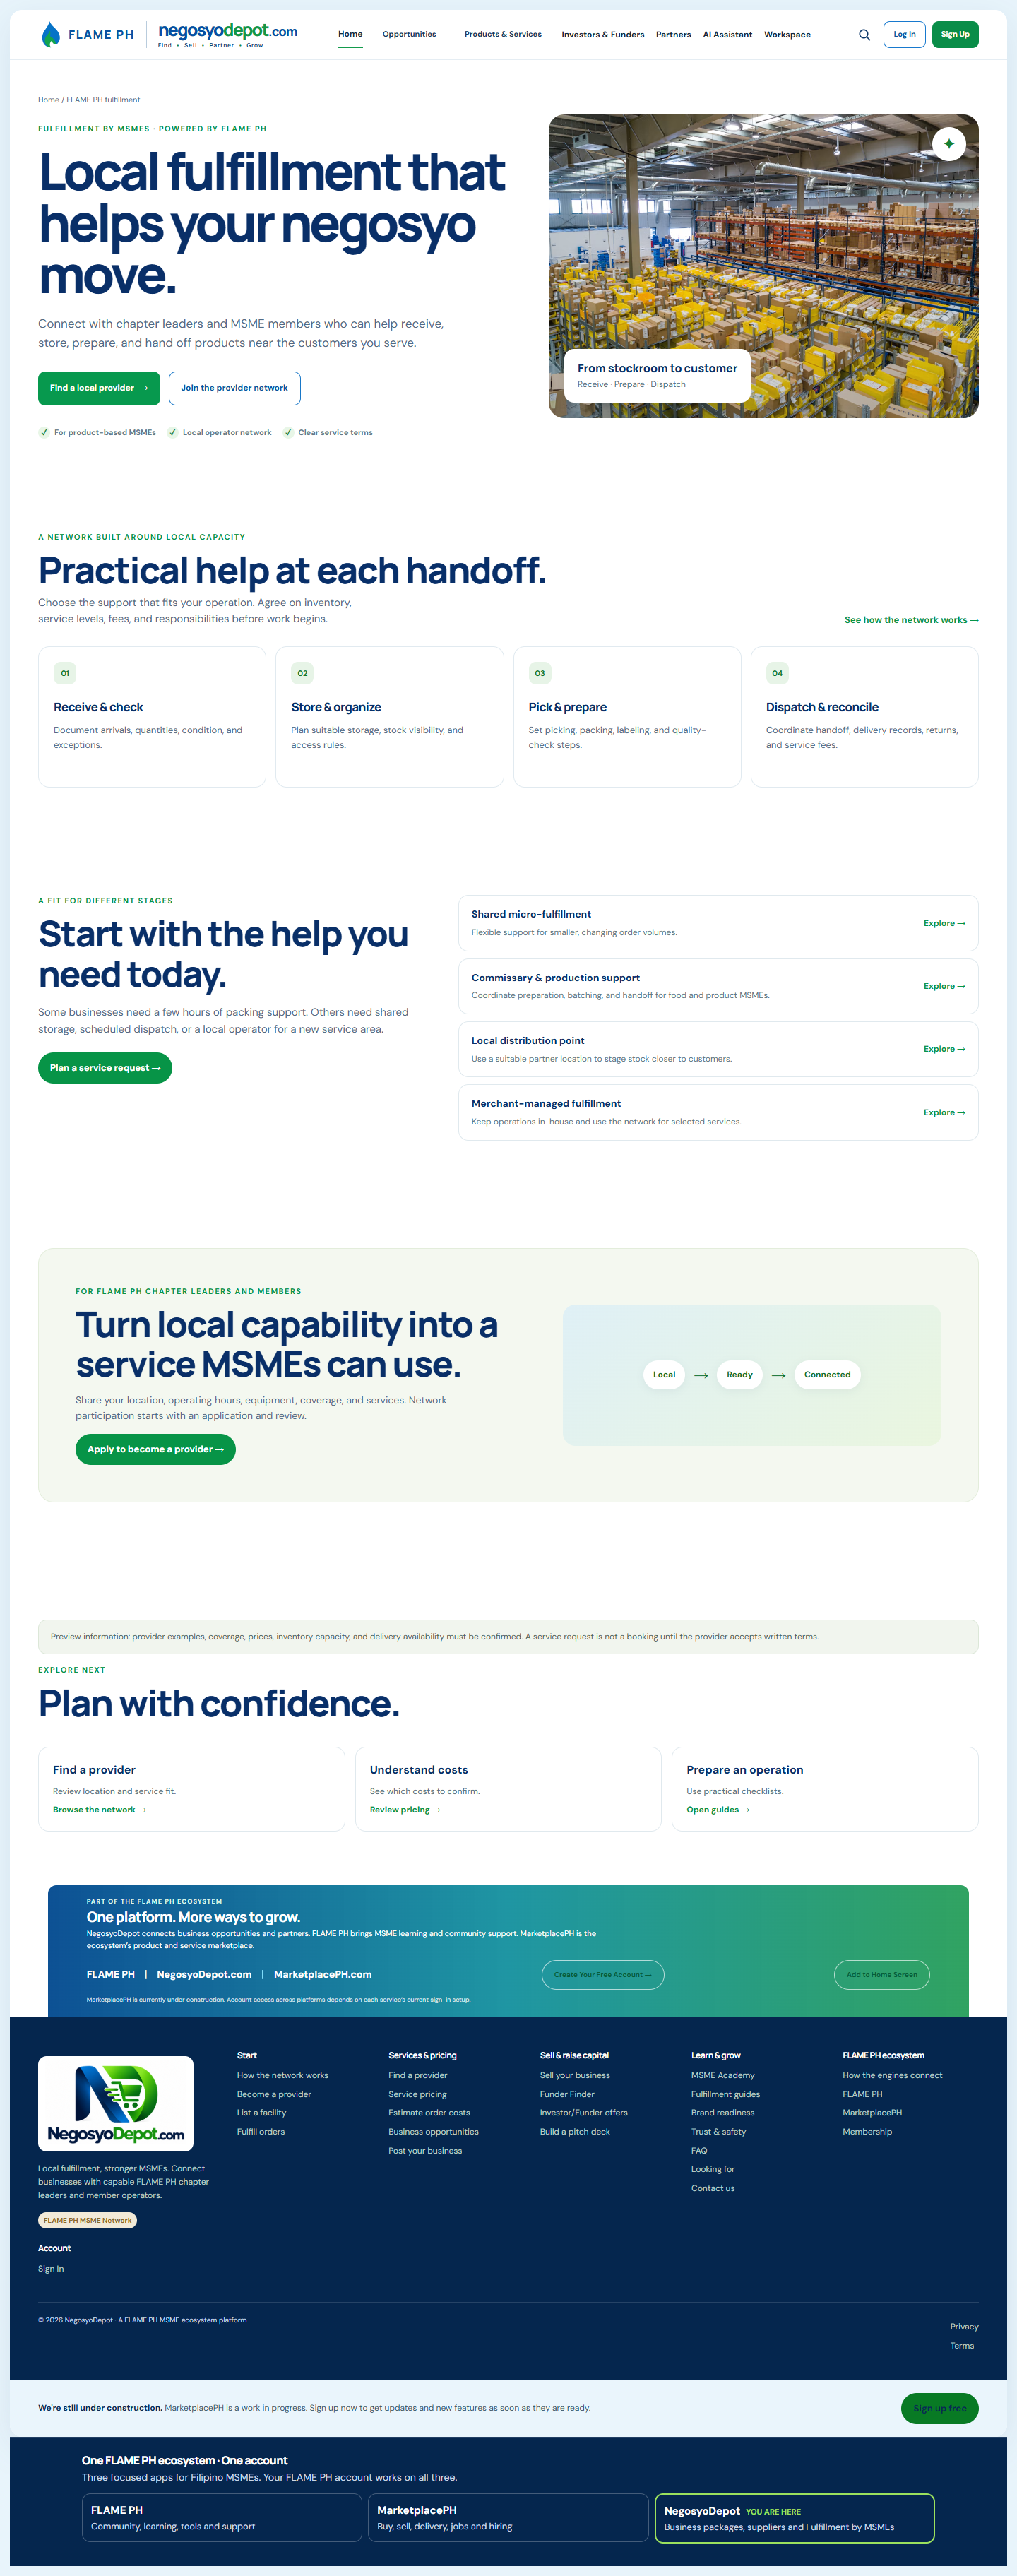 FLAME PH
negosyodepot.com
Find • Sell • Partner • Grow
Home
Opportunities
Products & Services
Investors & Funders
Partners
AI Assistant
Workspace
Log In
Sign Up
Home / FLAME PH fulfillment
FULFILLMENT BY MSMES · POWERED BY FLAME PH
Local fulfillment that
helps your negosyo
move.
Connect with chapter leaders and MSME members who can help receive,
store, prepare, and hand off products near the customers you serve.
Find a local provider →
Join the provider network
✓ For product-based MSMEs
✓ Local operator network
✓ Clear service terms
From stockroom to customer
Receive · Prepare · Dispatch
A NETWORK BUILT AROUND LOCAL CAPACITY
Practical help at each handoff.
Choose the support that fits your operation. Agree on inventory,
service levels, fees, and responsibilities before work begins.
See how the network works →
01
Receive & check
Document arrivals, quantities, condition, and
exceptions.
02
Store & organize
Plan suitable storage, stock visibility, and
access rules.
03
Pick & prepare
Set picking, packing, labeling, and quality-
check steps.
04
Dispatch & reconcile
Coordinate handoff, delivery records, returns,
and service fees.
A FIT FOR DIFFERENT STAGES
Start with the help you
need today.
Some businesses need a few hours of packing support. Others need shared
storage, scheduled dispatch, or a local operator for a new service area.
Plan a service request →
Shared micro-fulfillment
Flexible support for smaller, changing order volumes.
Explore →
Commissary & production support
Coordinate preparation, batching, and handoff for food and product MSMEs.
Explore →
Local distribution point
Use a suitable partner location to stage stock closer to customers.
Explore →
Merchant-managed fulfillment
Keep operations in-house and use the network for selected services.
Explore →
FOR FLAME PH CHAPTER LEADERS AND MEMBERS
Turn local capability into a
service MSMEs can use.
Share your location, operating hours, equipment, coverage, and services. Network
participation starts with an application and review.
Apply to become a provider →
Local → Ready → Connected
Preview information: provider examples, coverage, prices, inventory capacity, and delivery availability must be confirmed. A service request is not a booking until the provider accepts written terms.
EXPLORE NEXT
Plan with confidence.
Find a provider
Review location and service fit.
Browse the network →
Understand costs
See which costs to confirm.
Review pricing →
Prepare an operation
Use practical checklists.
Open guides →
PART OF THE FLAME PH ECOSYSTEM
One platform. More ways to grow.
NegosyoDepot connects business opportunities and partners. FLAME PH brings MSME learning and community support. MarketplacePH is the
ecosystem's product and service marketplace.
FLAME PH | NegosyoDepot.com | MarketplacePH.com
Create Your Free Account →
Add to Home Screen
MarketplacePH is currently under construction. Account access across platforms depends on each service's current sign-in setup.
NegosyoDepot.com
Local fulfillment, stronger MSMEs. Connect
businesses with capable FLAME PH chapter
leaders and member operators.
FLAME PH MSME Network
Start
How the network works
Become a provider
List a facility
Fulfill orders
Services & pricing
Find a provider
Service pricing
Estimate order costs
Business opportunities
Post your business
Sell & raise capital
Sell your business
Funder Finder
Investor/Funder offers
Build a pitch deck
Learn & grow
MSME Academy
Fulfillment guides
Brand readiness
Trust & safety
FAQ
Looking for
Contact us
FLAME PH ecosystem
How the engines connect
FLAME PH
MarketplacePH
Membership
Account
Sign In
© 2026 NegosyoDepot · A FLAME PH MSME ecosystem platform
Privacy
Terms
We're still under construction. MarketplacePH is a work in progress. Sign up now to get updates and new features as soon as they are ready.
Sign up free
One FLAME PH ecosystem · One account
Three focused apps for Filipino MSMEs. Your FLAME PH account works on all three.
FLAME PH
Community, learning, tools and support
MarketplacePH
Buy, sell, delivery, jobs and hiring
NegosyoDepot YOU ARE HERE
Business packages, suppliers and Fulfillment by MSMEs